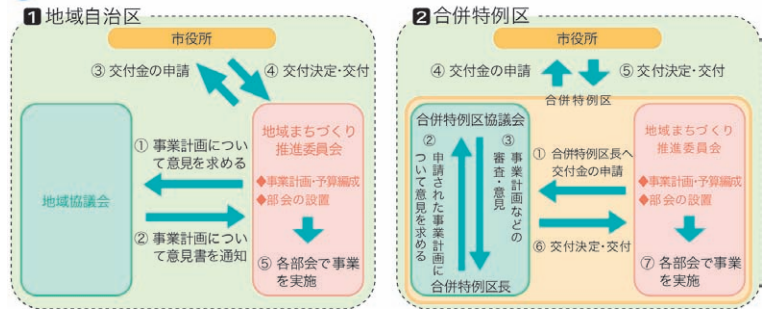 1 地域自治区
市役所
③ 交付金の申請
④ 交付決定・交付
地域協議会
① 事業計画につい
て意見を求める
② 事業計画につい
て意見書を通知
地域まちづくり
推進委員会
◆事業計画・予算編成
◆部会の設置
⑤ 各部会で事業
を実施
2 合併特例区
市役所
④ 交付金の申請
⑤ 交付決定・交付
合併特例区
合併特例区協議会
② 申請された事業計画に
ついて意見を求める
③ 事業計画などの
審査・意見
合併特例区長
① 合併特例区長へ
交付金の申請
⑥ 交付決定・交付
地域まちづくり
推進委員会
◆事業計画・予算編成
◆部会の設置
⑦ 各部会で事業
を実施